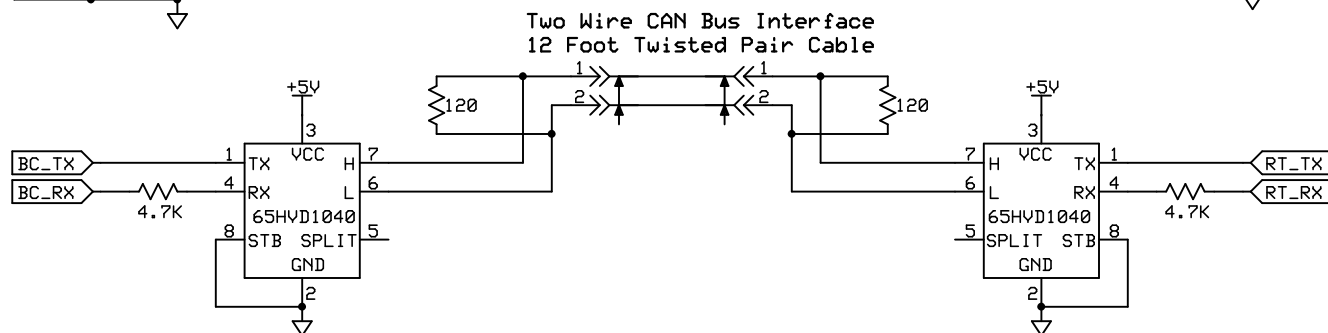 Two Wire CAN Bus Interface
12 Foot Twisted Pair Cable
1 1
2 2
120 120
+5V +5V
3 3
VCC VCC
BC_TX 1 TX H 7 7 H TX 1 RT_TX
BC_RX 4 RX L 6 6 L RX 4 RT_RX
4.7K 4.7K
65HVD1040 65HVD1040
8 STB SPLIT 5 5 SPLIT STB 8
GND GND
2 2